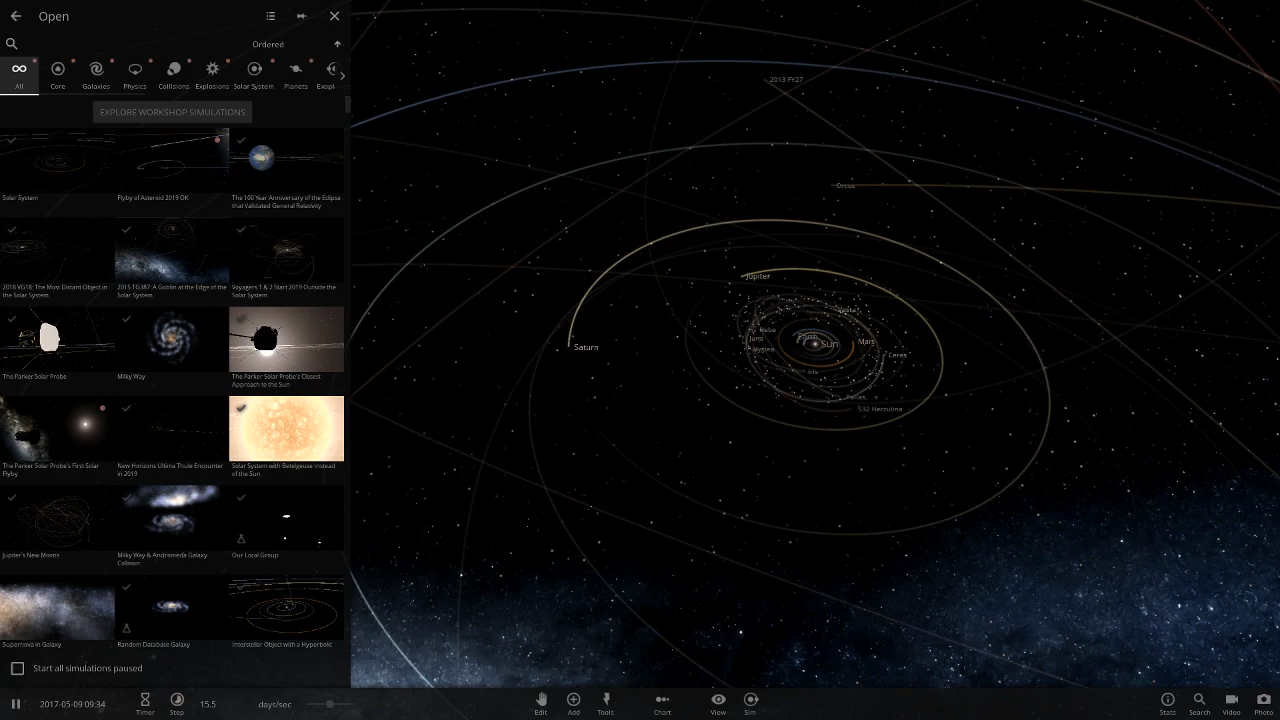 Open
Ordered
All
Core
Galaxies
Physics
Collisions
Explosions
Solar System
Planets
Exopl
EXPLORE WORKSHOP SIMULATIONS
Solar System
Flyby of Asteroid 2019 OK
The 100 Year Anniversary of the Eclipse
that Validated General Relativity
2018 VG18: The Most Distant Object in
the Solar System
2015 TG387: A Goblin at the Edge of the
Solar System
Voyagers 1 & 2 Start 2019 Outside the
Solar System
The Parker Solar Probe
Milky Way
The Parker Solar Probe's Closest
Approach to the Sun
The Parker Solar Probe's First Solar
Flyby
New Horizons Ultima Thule Encounter
in 2019
Solar System with Betelgeuse Instead
of the Sun
Jupiter's New Moons
Milky Way & Andromeda Galaxy
Collision
Our Local Group
Supernova in Galaxy
Random Database Galaxy
Interstellar Object with a Hyperbolic
Start all simulations paused
2013 FY27
Orcus
Jupiter
Vesta
Hebe
Juno
Hygiea
Earth
Sun
Mars
Ceres
Iris
Saturn
Pallas
532 Herculina
2017-05-09 09:34
Timer
Step
15.5
days/sec
Edit
Add
Tools
Chart
View
Sim
Stats
Search
Video
Photo